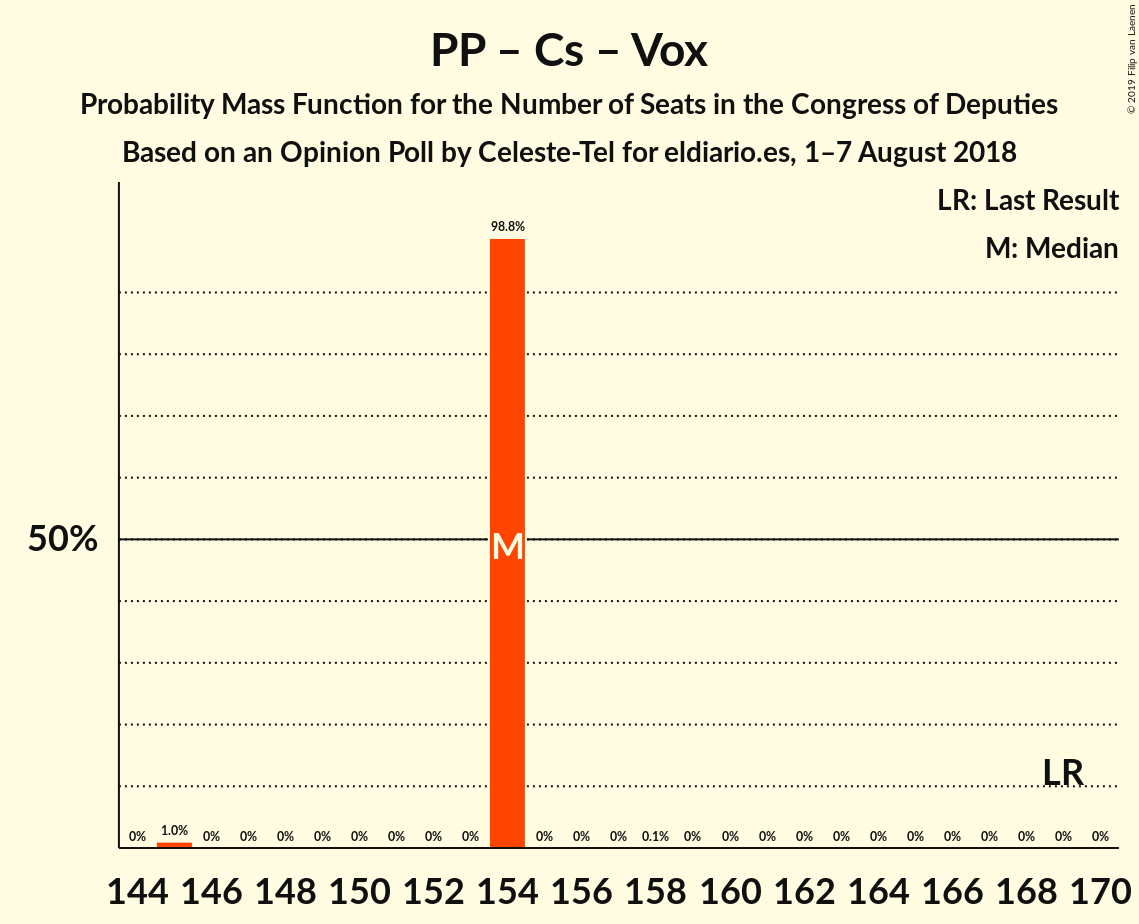 PP – Cs – Vox
Probability Mass Function for the Number of Seats in the Congress of Deputies
Based on an Opinion Poll by Celeste-Tel for eldiario.es, 1–7 August 2018
© 2019 Filip van Laenen
LR: Last Result
M: Median
98.8%
50%
M
LR
0% 1.0% 0% 0% 0% 0% 0% 0% 0% 0% 0% 0% 0% 0.1% 0% 0% 0% 0% 0% 0% 0% 0% 0% 0% 0% 0%
144 146 148 150 152 154 156 158 160 162 164 166 168 170